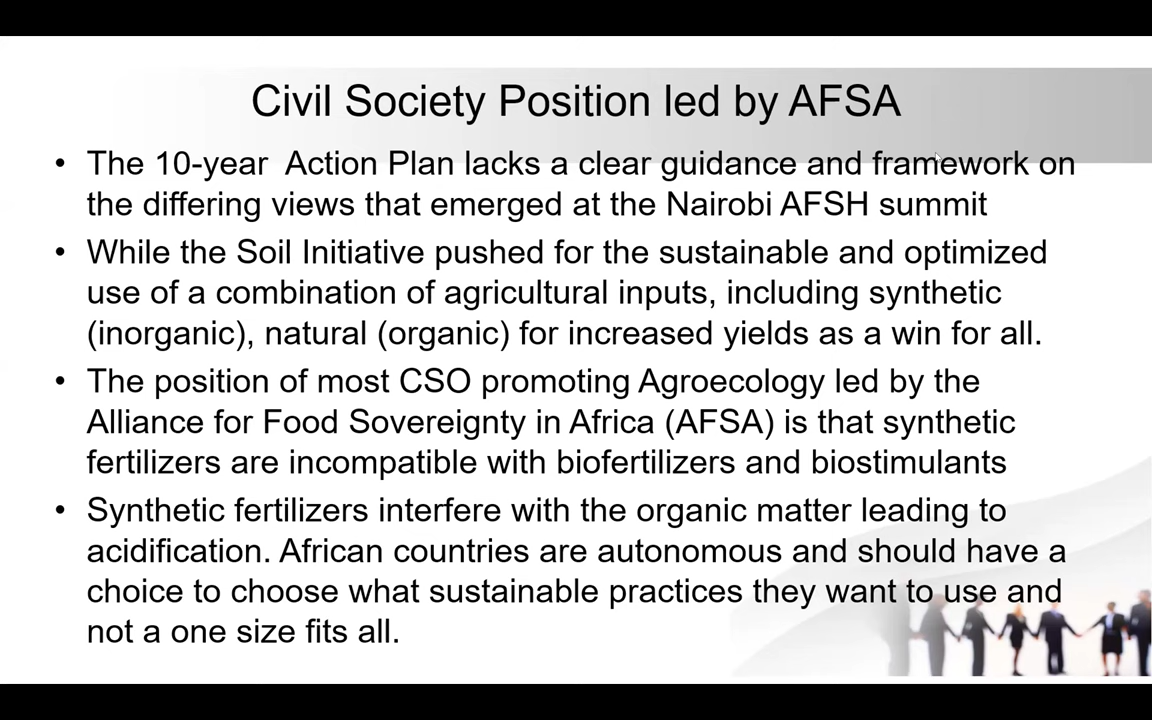 Civil Society Position led by AFSA
• The 10-year  Action Plan lacks a clear guidance and framework on
the differing views that emerged at the Nairobi AFSH summit
• While the Soil Initiative pushed for the sustainable and optimized
use of a combination of agricultural inputs, including synthetic
(inorganic), natural (organic) for increased yields as a win for all.
• The position of most CSO promoting Agroecology led by the
Alliance for Food Sovereignty in Africa (AFSA) is that synthetic
fertilizers are incompatible with biofertilizers and biostimulants
• Synthetic fertilizers interfere with the organic matter leading to
acidification. African countries are autonomous and should have a
choice to choose what sustainable practices they want to use and
not a one size fits all.